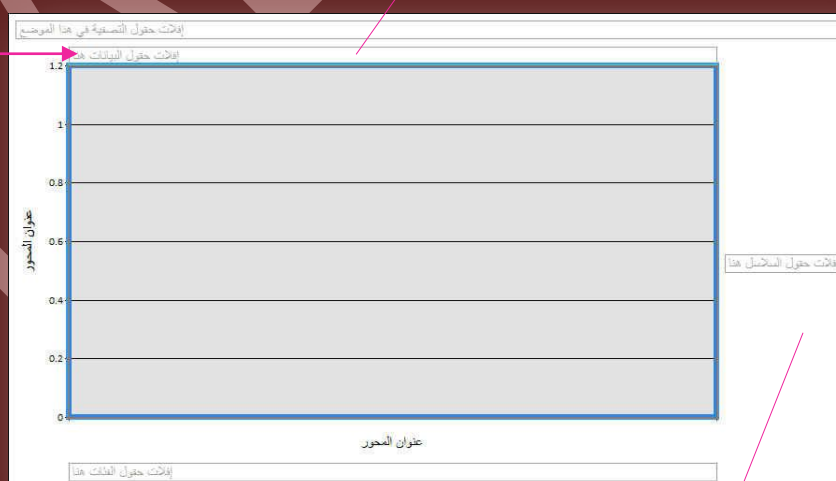 إفلات حقول التصفية في هذا الموضع
إفلات حقول البيانات هنا
1.2
1
0.8
0.6
0.4
0.2
0
عنوان المحور
إفلات حقول السلاسل هنا
عنوان المحور
إفلات حقول الفئات هنا